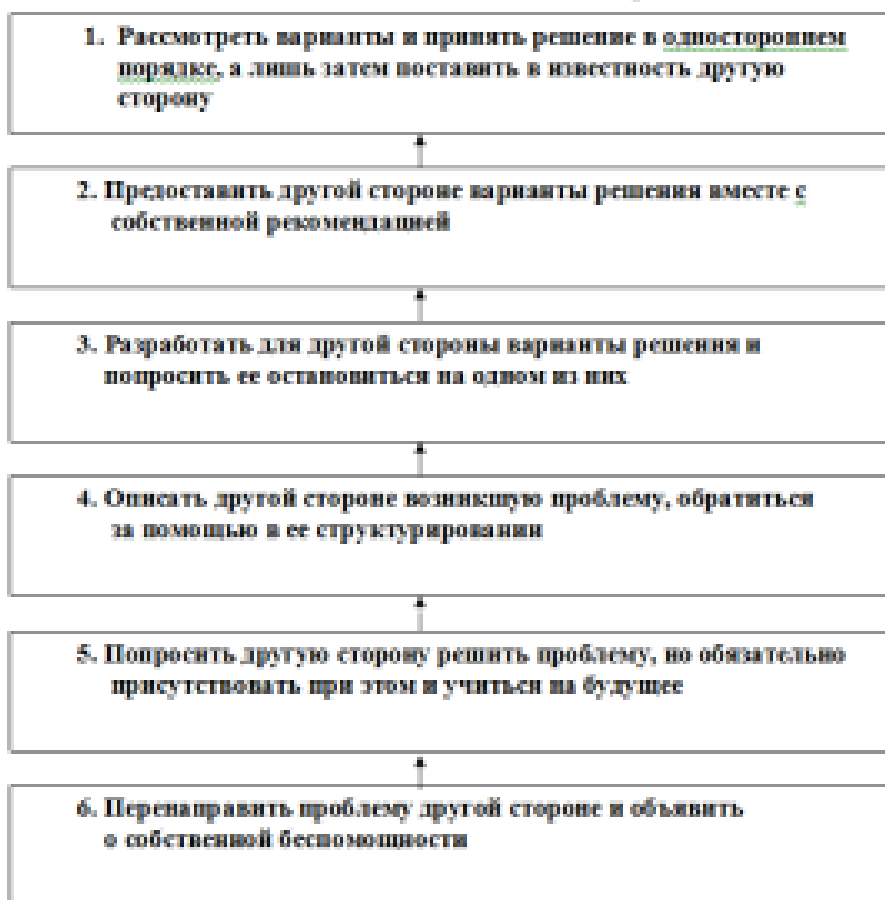 1. Рассмотреть варианты и принять решение в одностороннем
порядке, а лишь затем поставить в известность другую
сторону
2. Предоставить другой стороне варианты решения вместе с
собственной рекомендацией
3. Разработать для другой стороны варианты решения и
попросить ее остановиться на одном из них
4. Описать другой стороне возникшую проблему, обратиться
за помощью в ее структурировании
5. Попросить другую сторону решить проблему, но обязательно
присутствовать при этом и учиться на будущее
6. Перенаправить проблему другой стороне и объявить
о собственной беспомощности